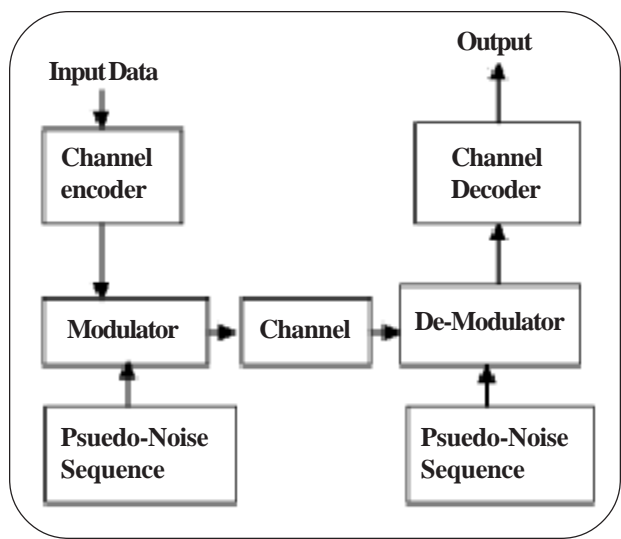 Input Data
Output
Channel
encoder
Channel
Decoder
Modulator
Channel
De-Modulator
Psuedo-Noise
Sequence
Psuedo-Noise
Sequence